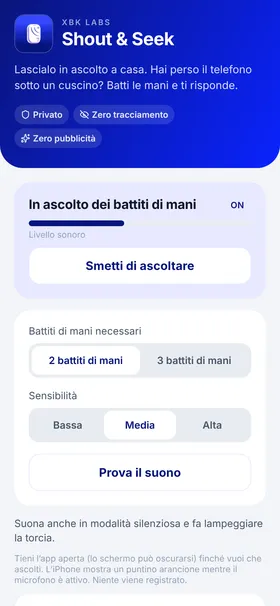 XBK LABS
Shout & Seek
Lascialo in ascolto a casa. Hai perso il telefono
sotto un cuscino? Batti le mani e ti risponde.
Privato
Zero tracciamento
Zero pubblicità
In ascolto dei battiti di mani
ON
Livello sonoro
Smetti di ascoltare
Battiti di mani necessari
2 battiti di mani
3 battiti di mani
Sensibilità
Bassa
Media
Alta
Prova il suono
Suona anche in modalità silenziosa e fa lampeggiare
la torcia.
Tieni l'app aperta (lo schermo può oscurarsi) finché vuoi che
ascolti. L'iPhone mostra un puntino arancione mentre il
microfono è attivo. Niente viene registrato.